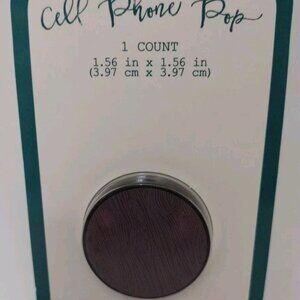 Cell Phone Pop
1 COUNT
1.56 in x 1.56 in
(3.97 cm x 3.97 cm)